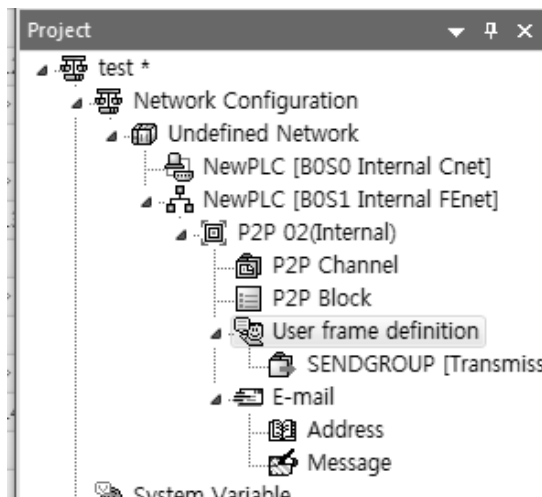 Project
test *
Network Configuration
Undefined Network
NewPLC [B0S0 Internal Cnet]
NewPLC [B0S1 Internal FEnet]
P2P 02(Internal)
P2P Channel
P2P Block
User frame definition
SENDGROUP [Transmiss
E-mail
Address
Message
System Variable